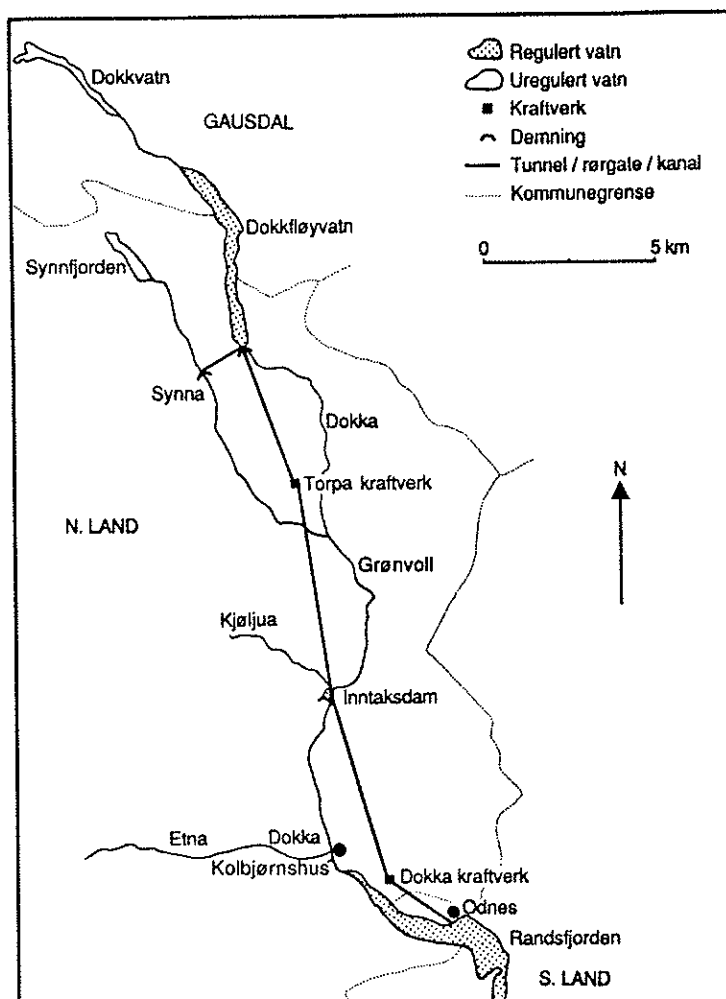 Dokkvatn
GAUSDAL
Regulert vatn
Uregulert vatn
Kraftverk
Demning
Tunnel / rørgate / kanal
Kommunegrense
0 5 km
Dokkfløyvatn
Synnfjorden
Synna
Dokka
Torpa kraftverk
N
N. LAND
Grønvoll
Kjøljua
Inntaksdam
Etna
Dokka
Kolbjørnshus
Dokka kraftverk
Odnes
Randsfjorden
S. LAND